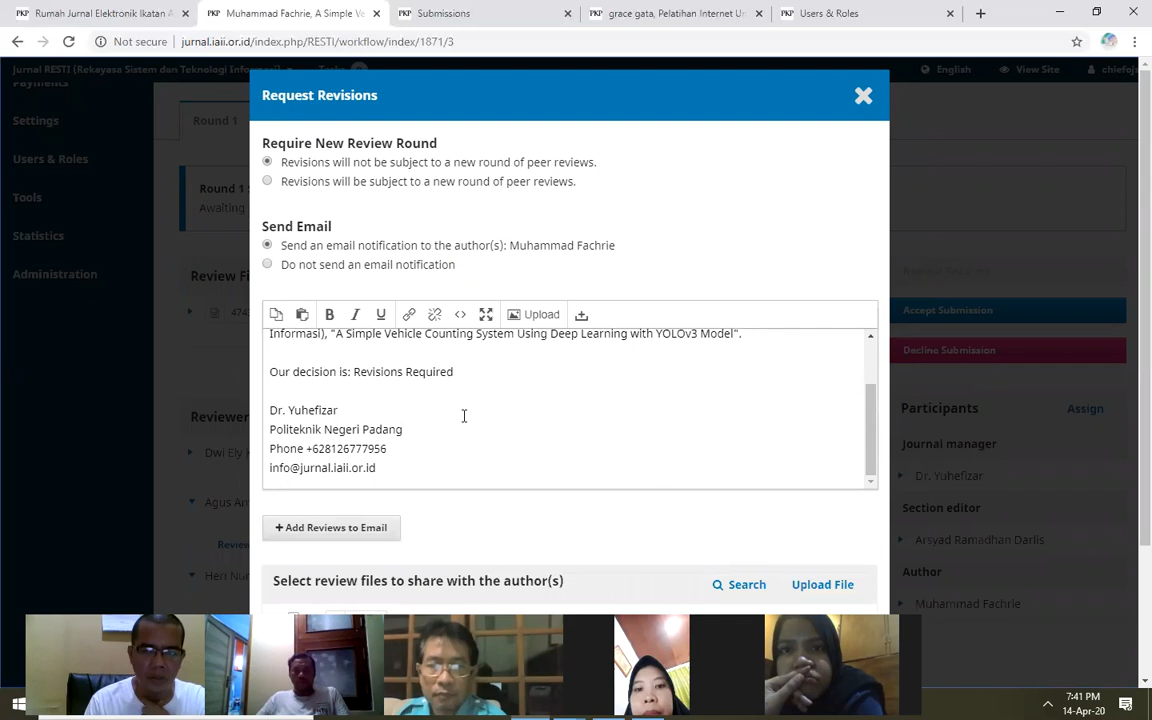 Rumah Jurnal Elektronik Ikatan A
Muhammad Fachrie, A Simple Ve
Submissions
grace gata, Pelatihan Internet Un
Users & Roles
Not secure
jurnal.iaii.or.id/index.php/RESTI/workflow/index/1871/3
Jurnal RESTI (Rekayasa Sistem dan Teknologi Informasi)
English
View Site
chiefoj
Payments
Settings
Users & Roles
Tools
Statistics
Administration
Round 1
Round 1 S
Awaiting
Review Fi
474
Reviewer
Dwi Ely K
Agus An
Review
Heri Nur
Request Revisions
Require New Review Round
Revisions will not be subject to a new round of peer reviews.
Revisions will be subject to a new round of peer reviews.
Send Email
Send an email notification to the author(s): Muhammad Fachrie
Do not send an email notification
B I U
Upload
Informasi), "A Simple Vehicle Counting System Using Deep Learning with YOLOv3 Model".
Our decision is: Revisions Required
Dr. Yuhefizar
Politeknik Negeri Padang
Phone +628126777956
info@jurnal.iaii.or.id
+ Add Reviews to Email
Select review files to share with the author(s)
Search
Upload File
Accept Submission
Decline Submission
Participants
Assign
Journal manager
Dr. Yuhefizar
Section editor
Arsyad Ramadhan Darlis
Author
Muhammad Fachrie
7:41 PM
14-Apr-20